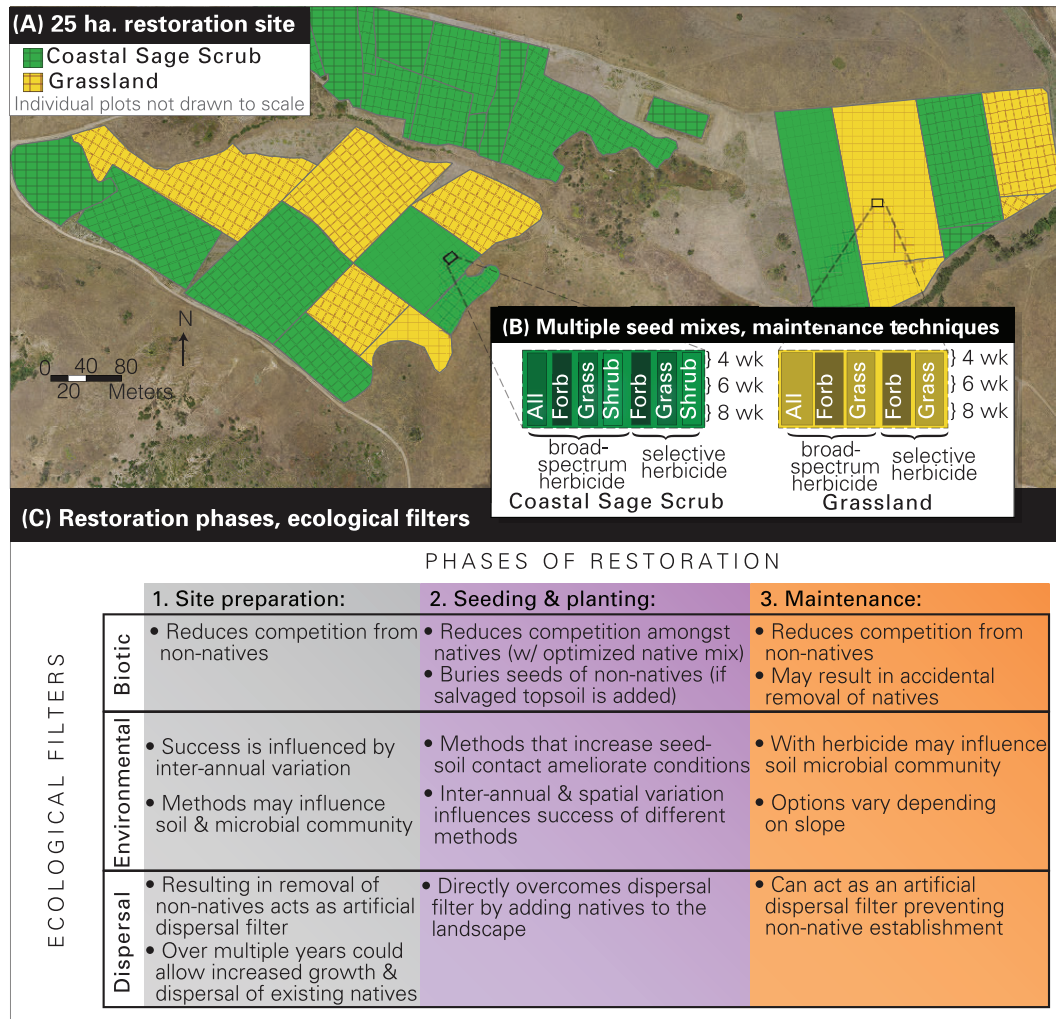 (A) 25 ha. restoration site
Coastal Sage Scrub
Grassland
Individual plots not drawn to scale
N
0 40 80
20 Meters
(B) Multiple seed mixes, maintenance techniques
All
Forb
Grass
Shrub
Forb
Grass
Shrub
} 4 wk
} 6 wk
} 8 wk
broad-
spectrum
herbicide
selective
herbicide
Coastal Sage Scrub
All
Forb
Grass
Forb
Grass
} 4 wk
} 6 wk
} 8 wk
broad-
spectrum
herbicide
selective
herbicide
Grassland
(C) Restoration phases, ecological filters
PHASES OF RESTORATION
ECOLOGICAL FILTERS
1. Site preparation:
2. Seeding & planting:
3. Maintenance:
Biotic
• Reduces competition from
non-natives
• Reduces competition amongst
natives (w/ optimized native mix)
• Buries seeds of non-natives (if
salvaged topsoil is added)
• Reduces competition from
non-natives
• May result in accidental
removal of natives
Environmental
• Success is influenced by
inter-annual variation
• Methods may influence
soil & microbial community
• Methods that increase seed-
soil contact ameliorate conditions
• Inter-annual & spatial variation
influences success of different
methods
• With herbicide may influence
soil microbial community
• Options vary depending
on slope
Dispersal
• Resulting in removal of
non-natives acts as artificial
dispersal filter
• Over multiple years could
allow increased growth &
dispersal of existing natives
• Directly overcomes dispersal
filter by adding natives to the
landscape
• Can act as an artificial
dispersal filter preventing
non-native establishment